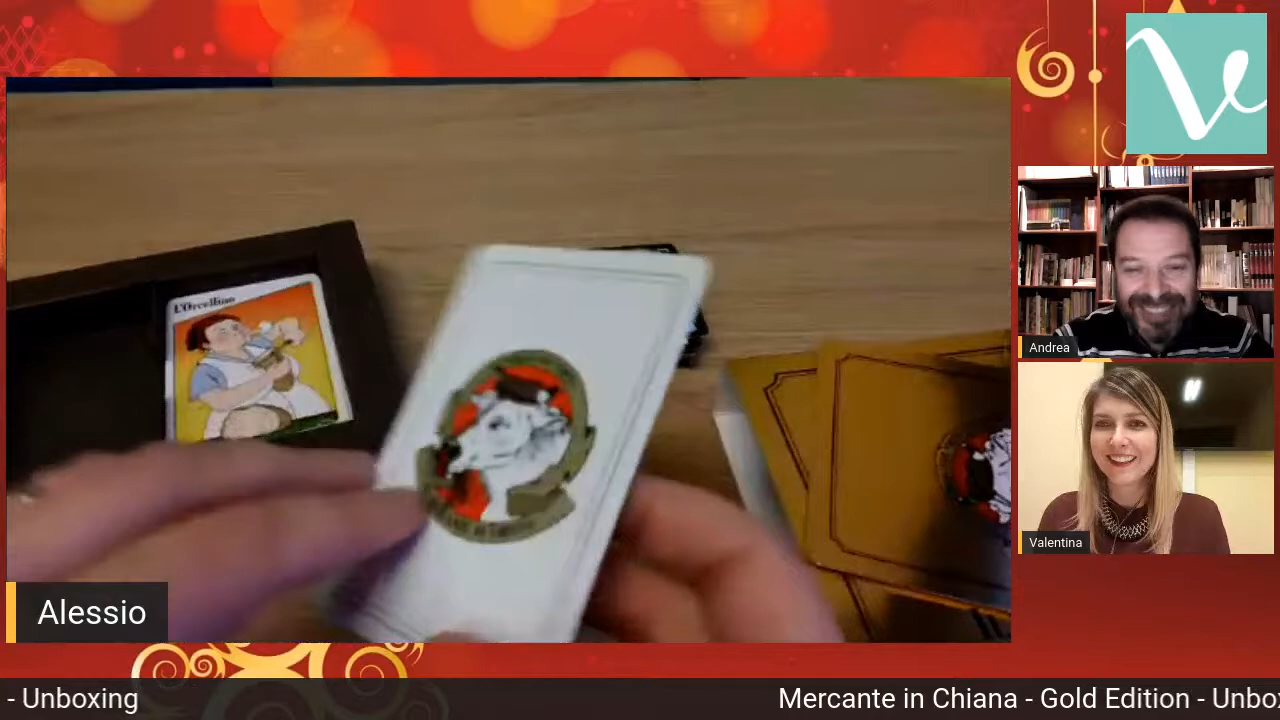 L'Orcellino
Andrea
Valentina
Alessio
- Unboxing
Mercante in Chiana - Gold Edition - Unbo